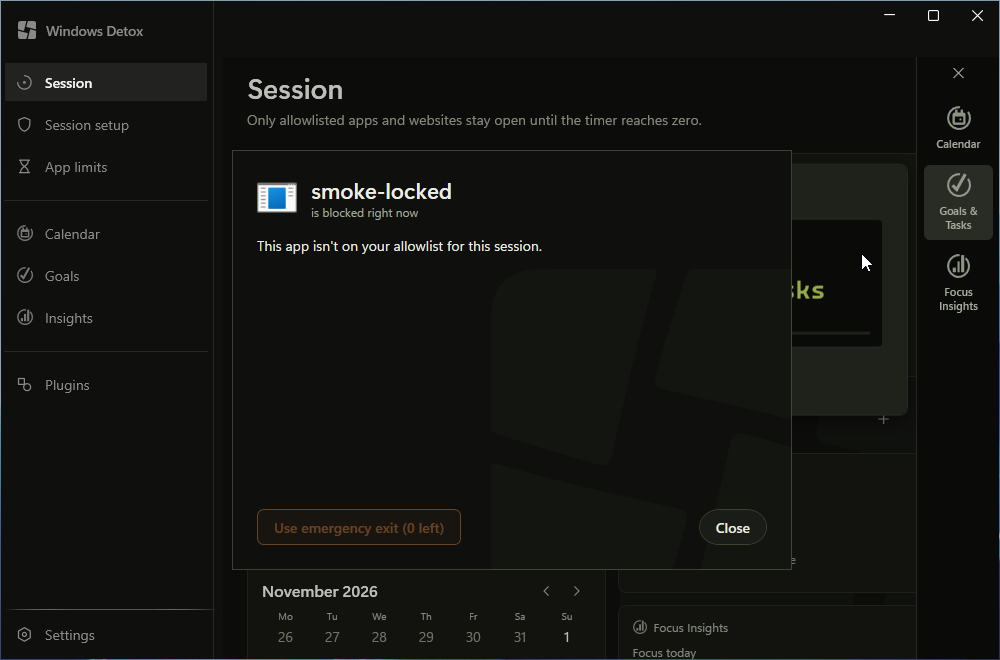 Windows Detox
Session
Session setup
App limits
Calendar
Goals
Insights
Plugins
Settings
Session
Only allowlisted apps and websites stay open until the timer reaches zero.
smoke-locked
is blocked right now
This app isn't on your allowlist for this session.
Use emergency exit (0 left)
Close
November 2026
Mo Tu We Th Fr Sa Su
26 27 28 29 30 31 1
Focus Insights
Focus today
Calendar
Goals &
Tasks
Focus
Insights